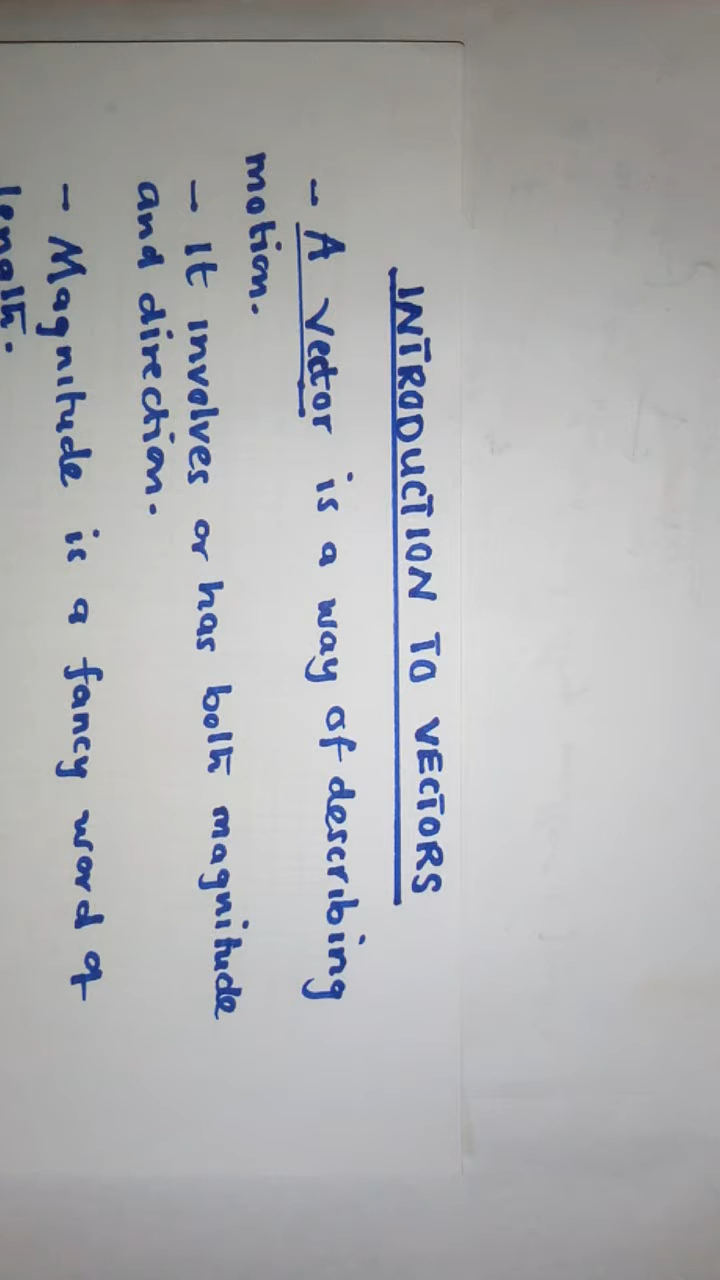 INTRODUCTION TO VECTORS
- A vector is a way of describing
motion.
- It involves or has both magnitude
and direction.
- Magnitude is a fancy word of
length.